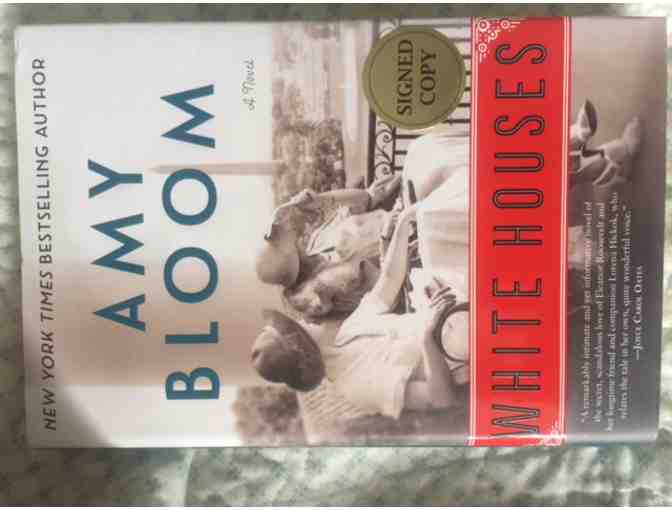 NEW YORK TIMES BESTSELLING AUTHOR
AMY
BLOOM
A Novel
SIGNED
COPY
WHITE HOUSES
"A remarkably intimate and yet informative novel of
the secret, scandalous love of Eleanor Roosevelt and
her longtime friend and companion Lorena Hickok, who
relates the tale in her own, quite wonderful voice."
—JOYCE CAROL OATES